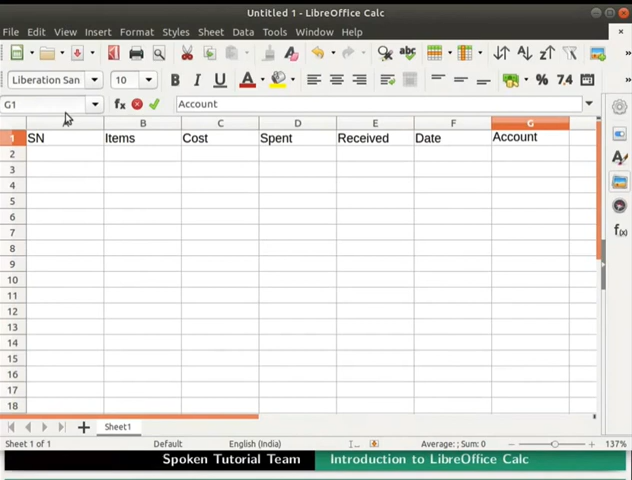 Untitled 1 - LibreOffice Calc
File Edit View Insert Format Styles Sheet Data Tools Window Help
Liberation San 10 B I U A % 7.4
G1 fx Account
A B C D E F G
1 SN Items Cost Spent Received Date Account
2
3
4
5
6
7
8
9
10
11
12
13
14
15
16
17
18
Sheet1
Sheet 1 of 1 Default English (India) Average: ; Sum: 0 137%
Spoken Tutorial Team Introduction to LibreOffice Calc